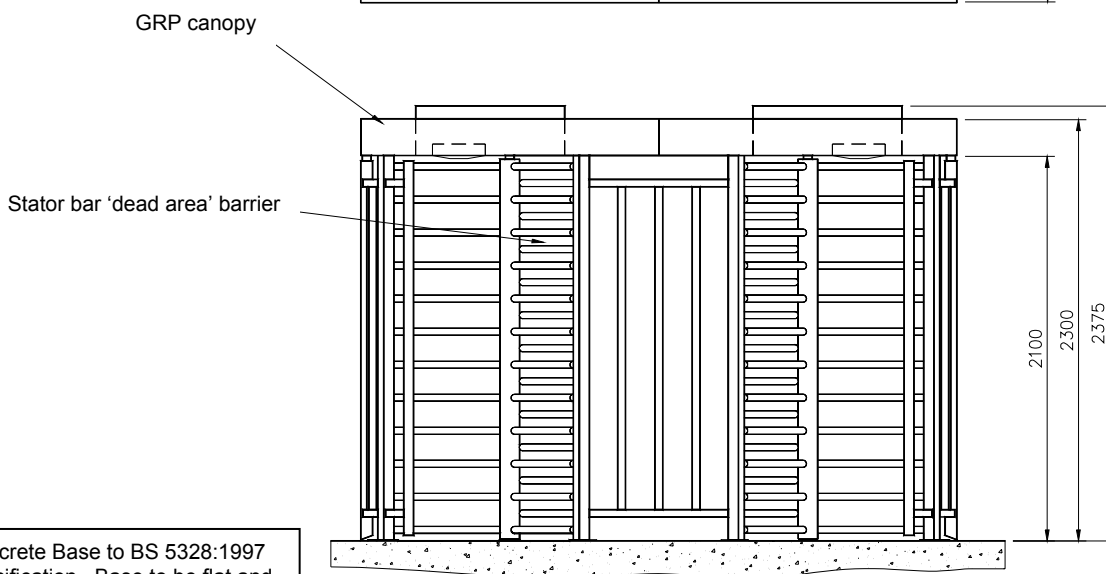 GRP canopy
Stator bar ‘dead area’ barrier
2100
2300
2375
crete Base to BS 5328:1997
cification - Base to be flat and